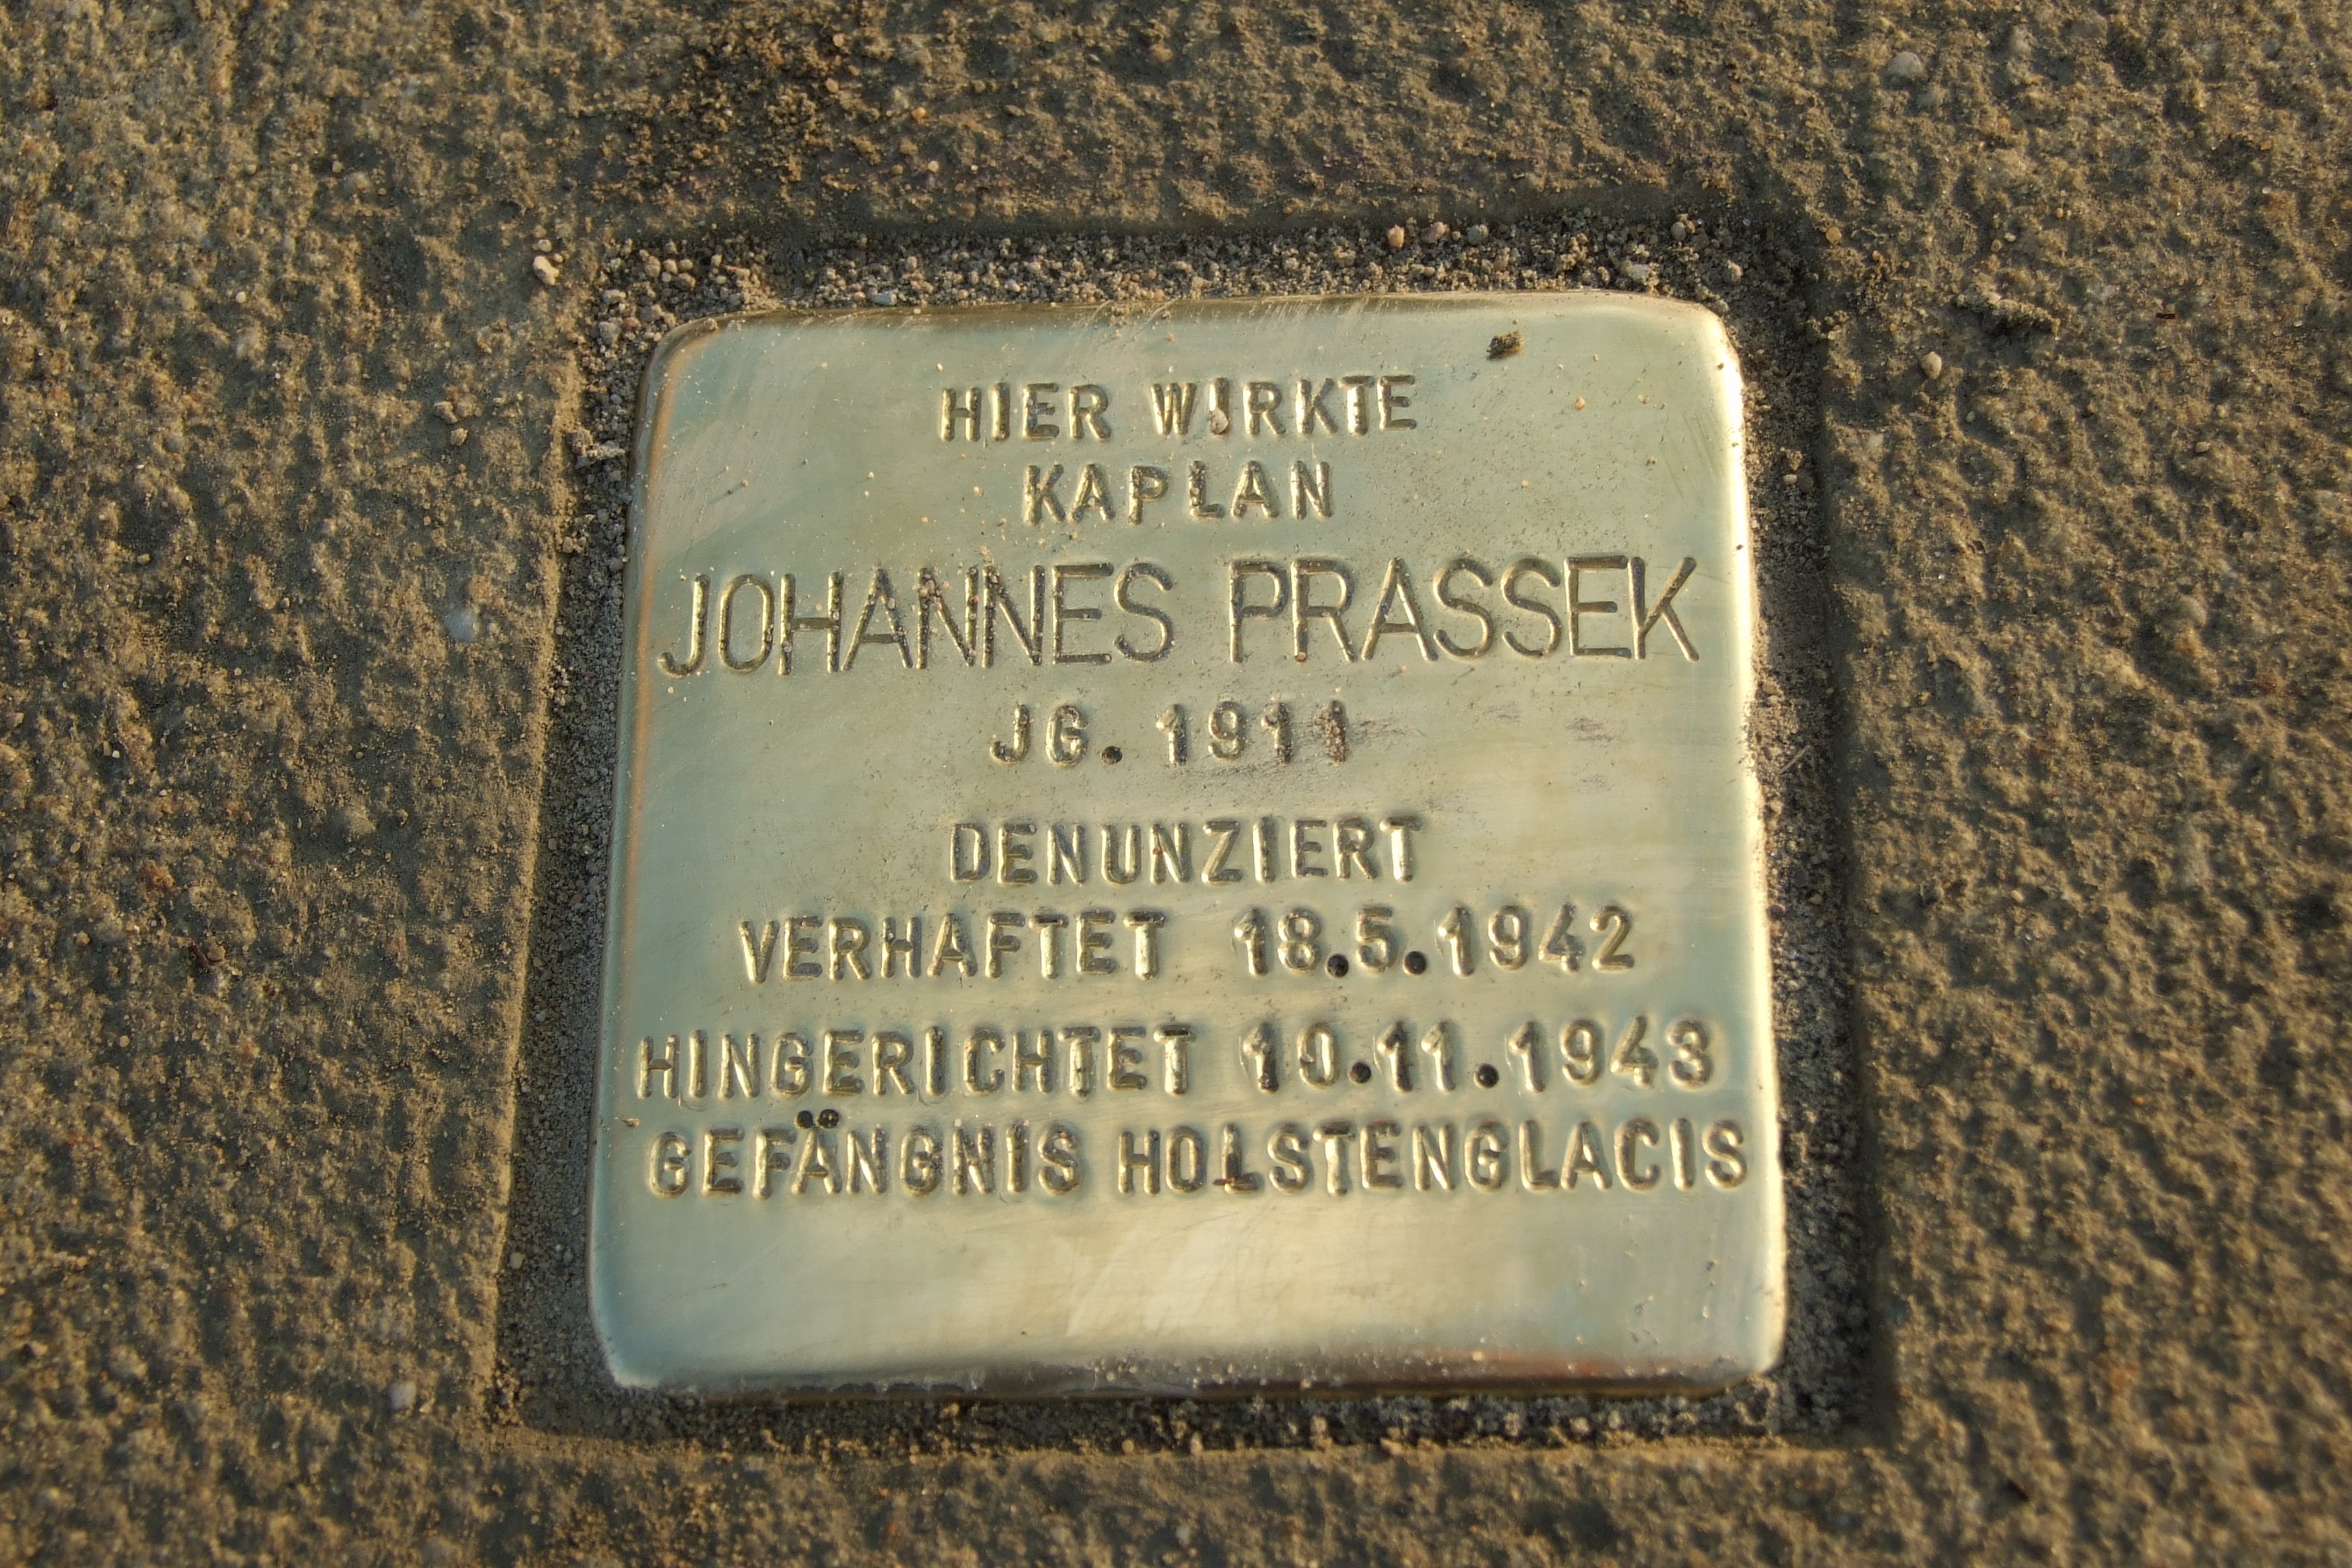 HIER WIRKTE
KAPLAN
JOHANNES PRASSEK
JG. 1911
DENUNZIERT
VERHAFTET 18.5.1942
HINGERICHTET 10.11.1943
GEFÄNGNIS HOLSTENGLACIS